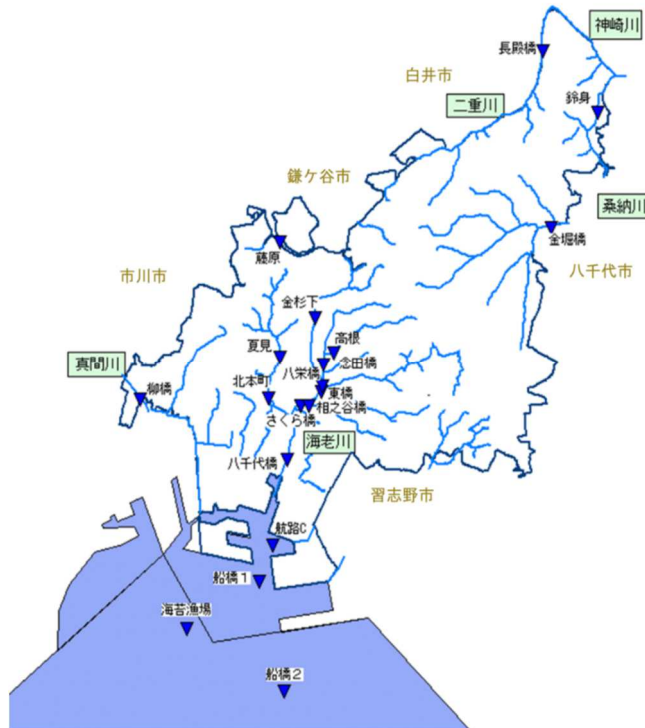 神崎川
長殿橋
白井市
二重川
鈴身
鎌ケ谷市
桑納川
金堀橋
藤原
市川市
八千代市
金杉下
高根
夏見
念田橋
真間川
八栄橋
柳橋
北本町
東橋
相之谷橋
さくら橋
海老川
八千代橋
習志野市
航路C
船橋1
海苔漁場
船橋2